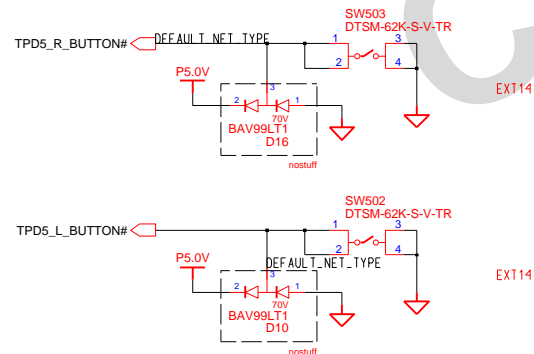 SW503
DTSM-62K-S-V-TR
TPD5_R_BUTTON#
DEFAULT_NET_TYPE
1
3
2
4
P5.0V
3
2
1
70V
BAV99LT1
D16
nostuff
EXT14
SW502
DTSM-62K-S-V-TR
TPD5_L_BUTTON#
1
3
2
4
P5.0V
DEFAULT_NET_TYPE
3
2
1
70V
BAV99LT1
D10
nostuff
EXT14